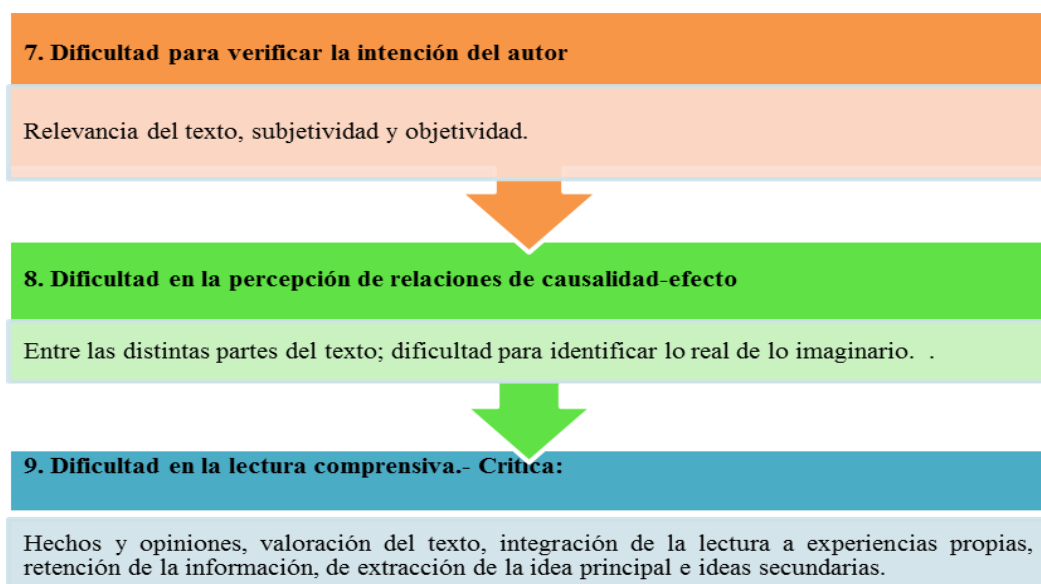 7. Dificultad para verificar la intención del autor
Relevancia del texto, subjetividad y objetividad.
8. Dificultad en la percepción de relaciones de causalidad-efecto
Entre las distintas partes del texto; dificultad para identificar lo real de lo imaginario. .
9. Dificultad en la lectura comprensiva.- Critica:
Hechos y opiniones, valoración del texto, integración de la lectura a experiencias propias,
retención de la información, de extracción de la idea principal e ideas secundarias.